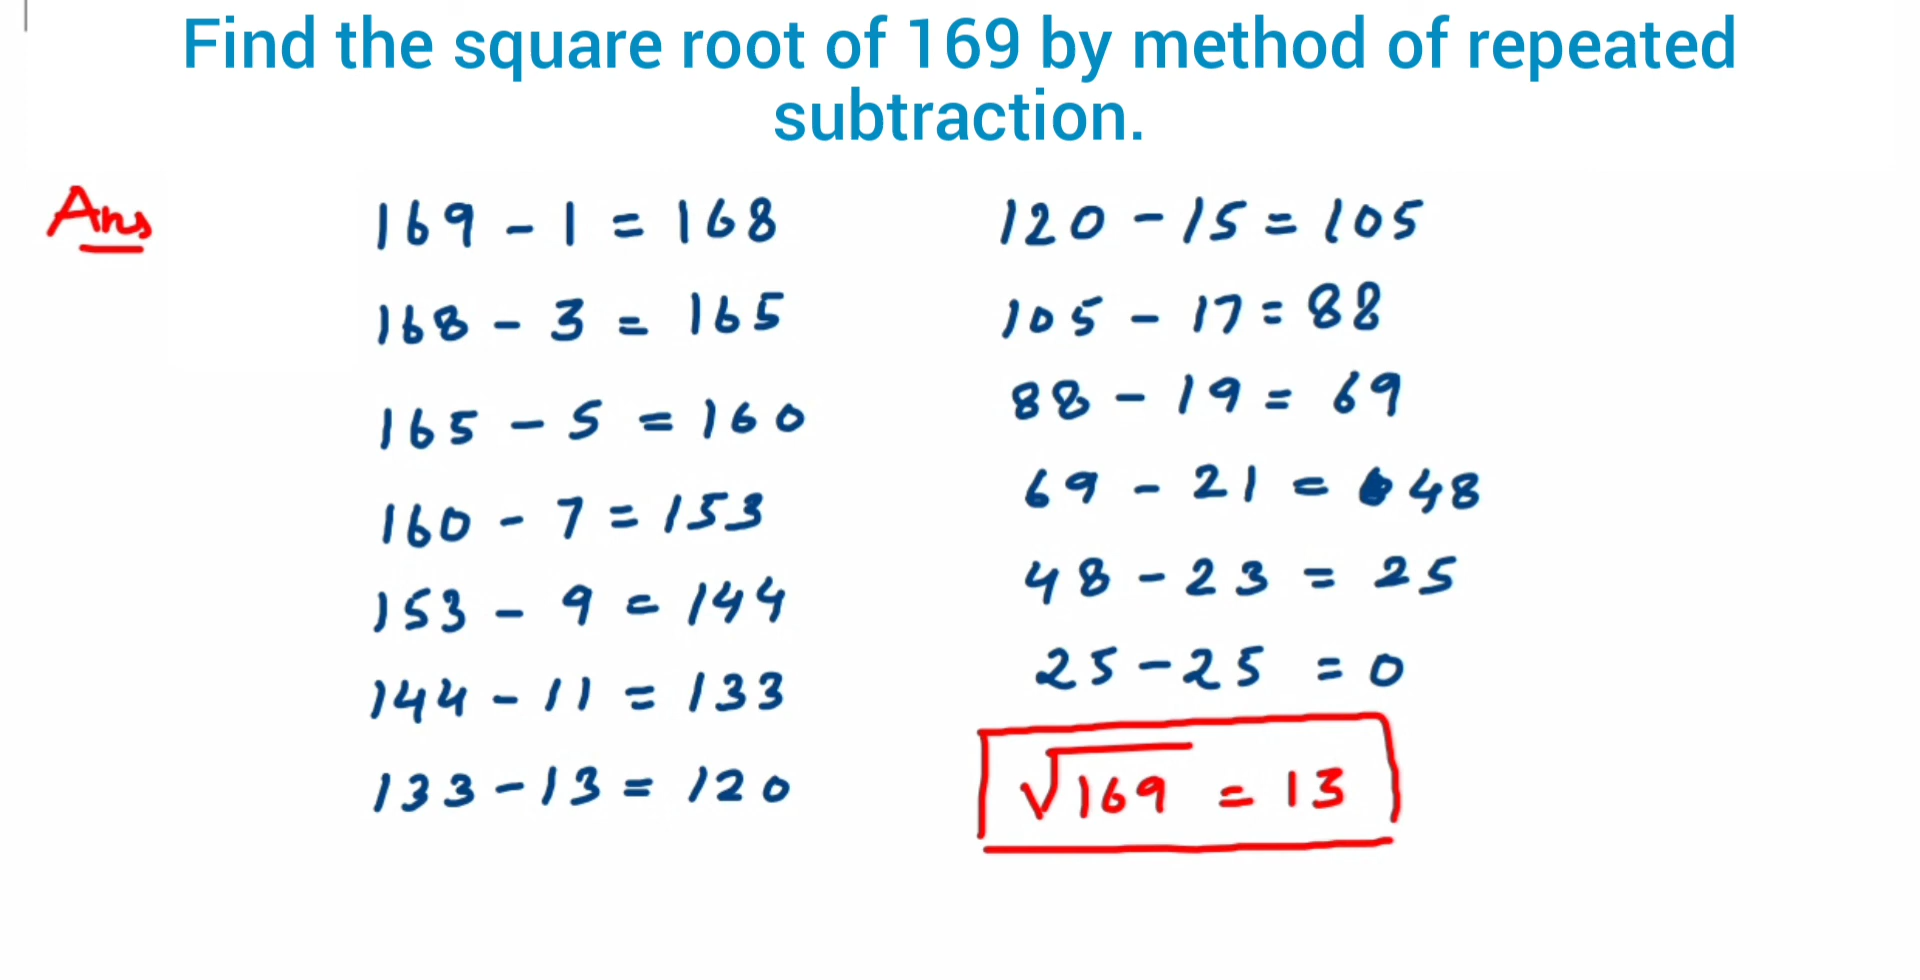 Find the square root of 169 by method of repeated
subtraction.
Ans
169 - 1 = 168
168 - 3 = 165
165 - 5 = 160
160 - 7 = 153
153 - 9 = 144
144 - 11 = 133
133 - 13 = 120
120 - 15 = 105
105 - 17 = 88
88 - 19 = 69
69 - 21 = 48
48 - 23 = 25
25 - 25 = 0
√169 = 13